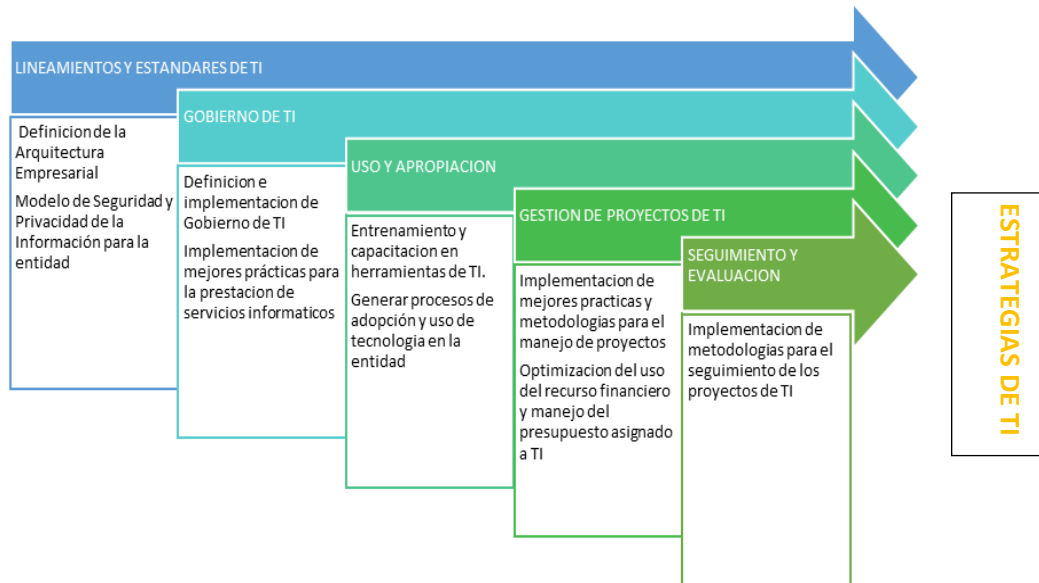 LINEAMIENTOS Y ESTANDARES DE TI
Definicion de la
Arquitectura
Empresarial
Modelo de Seguridad y
Privacidad de la
Información para la
entidad
GOBIERNO DE TI
Definicion e
implementacion de
Gobierno de TI
Implementacion de
mejores prácticas para
la prestacion de
servicios informaticos
USO Y APROPIACION
Entrenamiento y
capacitacion en
herramientas de TI.
Generar procesos de
adopción y uso de
tecnologia en la
entidad
GESTION DE PROYECTOS DE TI
Implementacion de
mejores practicas y
metodologias para el
manejo de proyectos
Optimizacion del uso
del recurso financiero
y manejo del
presupuesto asignado
a TI
SEGUIMIENTO Y
EVALUACION
Implementacion de
metodologias para el
seguimiento de los
proyectos de TI
ESTRATEGIAS DE TI